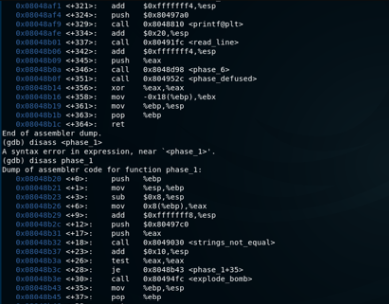 0x08048af1 <+321>: add $0xfffffff4,%esp
0x08048af4 <+324>: push $0x80497a0
0x08048af9 <+329>: call 0x8048810 <printf@plt>
0x08048afe <+334>: add $0x20,%esp
0x08048b01 <+337>: call 0x80491fc <read_line>
0x08048b06 <+342>: add $0xfffffff4,%esp
0x08048b09 <+345>: push %eax
0x08048b0a <+346>: call 0x8048d98 <phase_6>
0x08048b0f <+351>: call 0x804952c <phase_defused>
0x08048b14 <+356>: xor %eax,%eax
0x08048b16 <+358>: mov -0x18(%ebp),%ebx
0x08048b19 <+361>: mov %ebp,%esp
0x08048b1b <+363>: pop %ebp
0x08048b1c <+364>: ret
End of assembler dump.
(gdb) disass <phase_1>
A syntax error in expression, near `<phase_1>'.
(gdb) disass phase_1
Dump of assembler code for function phase_1:
0x08048b20 <+0>: push %ebp
0x08048b21 <+1>: mov %esp,%ebp
0x08048b23 <+3>: sub $0x8,%esp
0x08048b26 <+6>: mov 0x8(%ebp),%eax
0x08048b29 <+9>: add $0xfffffff8,%esp
0x08048b2c <+12>: push $0x80497c0
0x08048b31 <+17>: push %eax
0x08048b32 <+18>: call 0x8049030 <strings_not_equal>
0x08048b37 <+23>: add $0x10,%esp
0x08048b3a <+26>: test %eax,%eax
0x08048b3c <+28>: je 0x8048b43 <phase_1+35>
0x08048b3e <+30>: call 0x80494fc <explode_bomb>
0x08048b43 <+35>: mov %ebp,%esp
0x08048b45 <+37>: pop %ebp